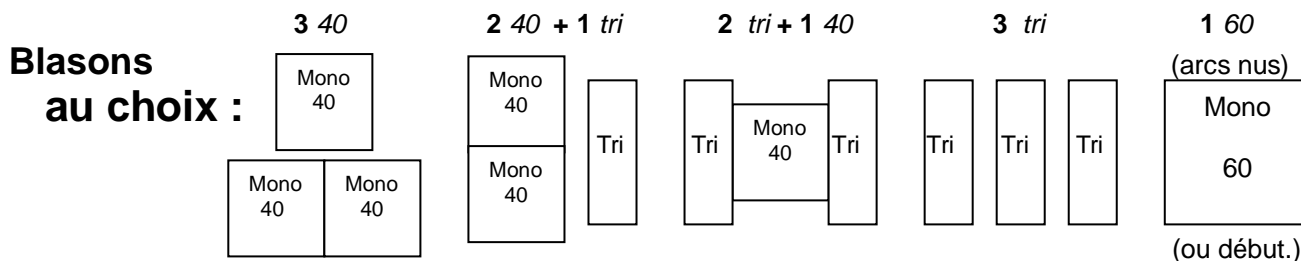 3 40
2 40 + 1 tri
2 tri + 1 40
3 tri
1 60
Blasons
au choix :
Mono
40
Mono
40
Mono
40
Mono
40
Mono
40
Tri
Tri
Mono
40
Tri
Tri
Tri
Tri
(arcs nus)
Mono
60
(ou début.)